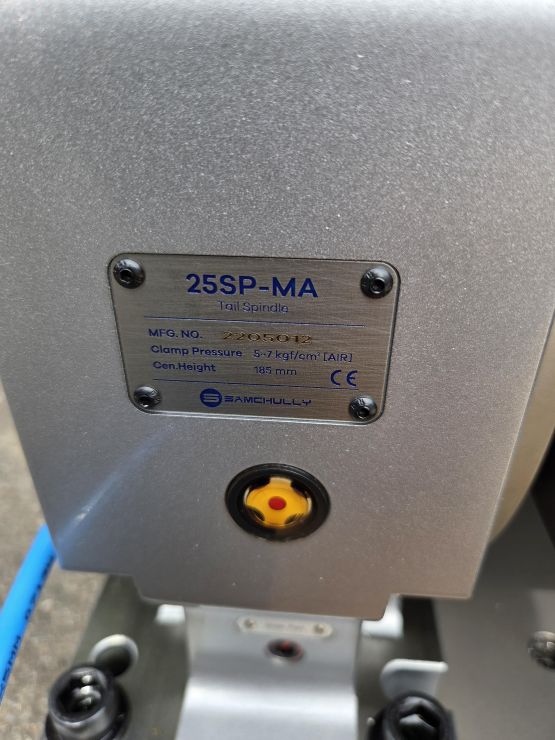 25SP-MA
Tail Spindle
MFG. NO. 2205012
Clamp Pressure 5~7 kgf/cm² [AIR]
Cen.Height 185 mm
CE
SAMCHULLY